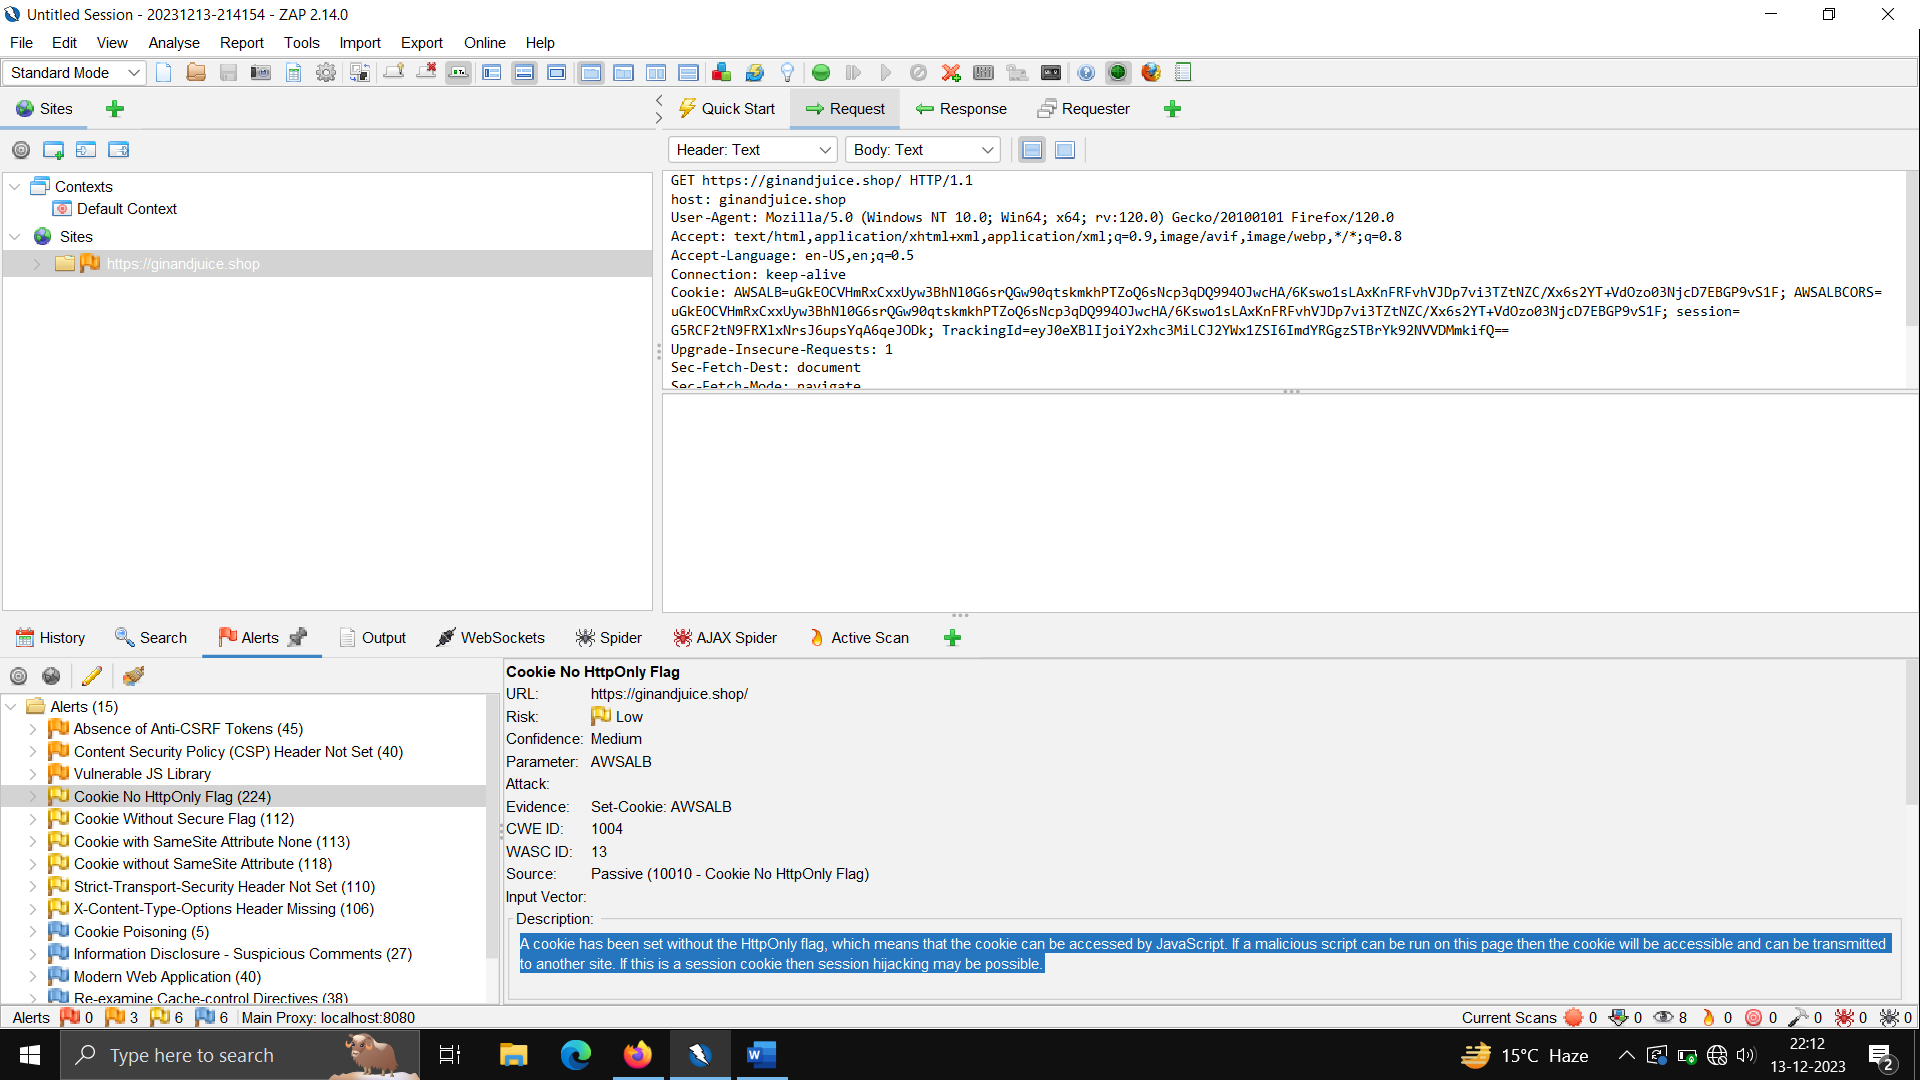 Untitled Session - 20231213-214154 - ZAP 2.14.0
File Edit View Analyse Report Tools Import Export Online Help
Standard Mode
Sites
Quick Start Request Response Requester
Header: Text Body: Text
Contexts
Default Context
Sites
https://ginandjuice.shop
GET https://ginandjuice.shop/ HTTP/1.1
host: ginandjuice.shop
User-Agent: Mozilla/5.0 (Windows NT 10.0; Win64; x64; rv:120.0) Gecko/20100101 Firefox/120.0
Accept: text/html,application/xhtml+xml,application/xml;q=0.9,image/avif,image/webp,*/*;q=0.8
Accept-Language: en-US,en;q=0.5
Connection: keep-alive
Cookie: AWSALB=uGkEOCVHmRxCxxUyw3BhNl0G6srQGw90qtskmkhPTZoQ6sNcp3qDQ994OJwcHA/6Kswo1sLAxKnFRFvhVJDp7vi3TZtNZC/Xx6s2YT+VdOzo03NjcD7EBGP9vS1F; AWSALBCORS=
uGkEOCVHmRxCxxUyw3BhNl0G6srQGw90qtskmkhPTZoQ6sNcp3qDQ994OJwcHA/6Kswo1sLAxKnFRFvhVJDp7vi3TZtNZC/Xx6s2YT+VdOzo03NjcD7EBGP9vS1F; session=
G5RCF2tN9FRXlxNrsJ6upsYqA6qeJODk; TrackingId=eyJ0eXBlIjoiY2xhc3MiLCJ2YWx1ZSI6ImdYRGgzSTBrYk92NVVDMmkifQ==
Upgrade-Insecure-Requests: 1
Sec-Fetch-Dest: document
Sec-Fetch-Mode: navigate
History Search Alerts Output WebSockets Spider AJAX Spider Active Scan
Alerts (15)
Absence of Anti-CSRF Tokens (45)
Content Security Policy (CSP) Header Not Set (40)
Vulnerable JS Library
Cookie No HttpOnly Flag (224)
Cookie Without Secure Flag (112)
Cookie with SameSite Attribute None (113)
Cookie without SameSite Attribute (118)
Strict-Transport-Security Header Not Set (110)
X-Content-Type-Options Header Missing (106)
Cookie Poisoning (5)
Information Disclosure - Suspicious Comments (27)
Modern Web Application (40)
Re-examine Cache-control Directives (38)
Cookie No HttpOnly Flag
URL: https://ginandjuice.shop/
Risk: Low
Confidence: Medium
Parameter: AWSALB
Attack:
Evidence: Set-Cookie: AWSALB
CWE ID: 1004
WASC ID: 13
Source: Passive (10010 - Cookie No HttpOnly Flag)
Input Vector:
Description:
A cookie has been set without the HttpOnly flag, which means that the cookie can be accessed by JavaScript. If a malicious script can be run on this page then the cookie will be accessible and can be transmitted
to another site. If this is a session cookie then session hijacking may be possible.
Alerts 0 3 6 6 Main Proxy: localhost:8080
Current Scans 0 0 8 0 0 0 0 0
Type here to search
15°C Haze
22:12
13-12-2023
2